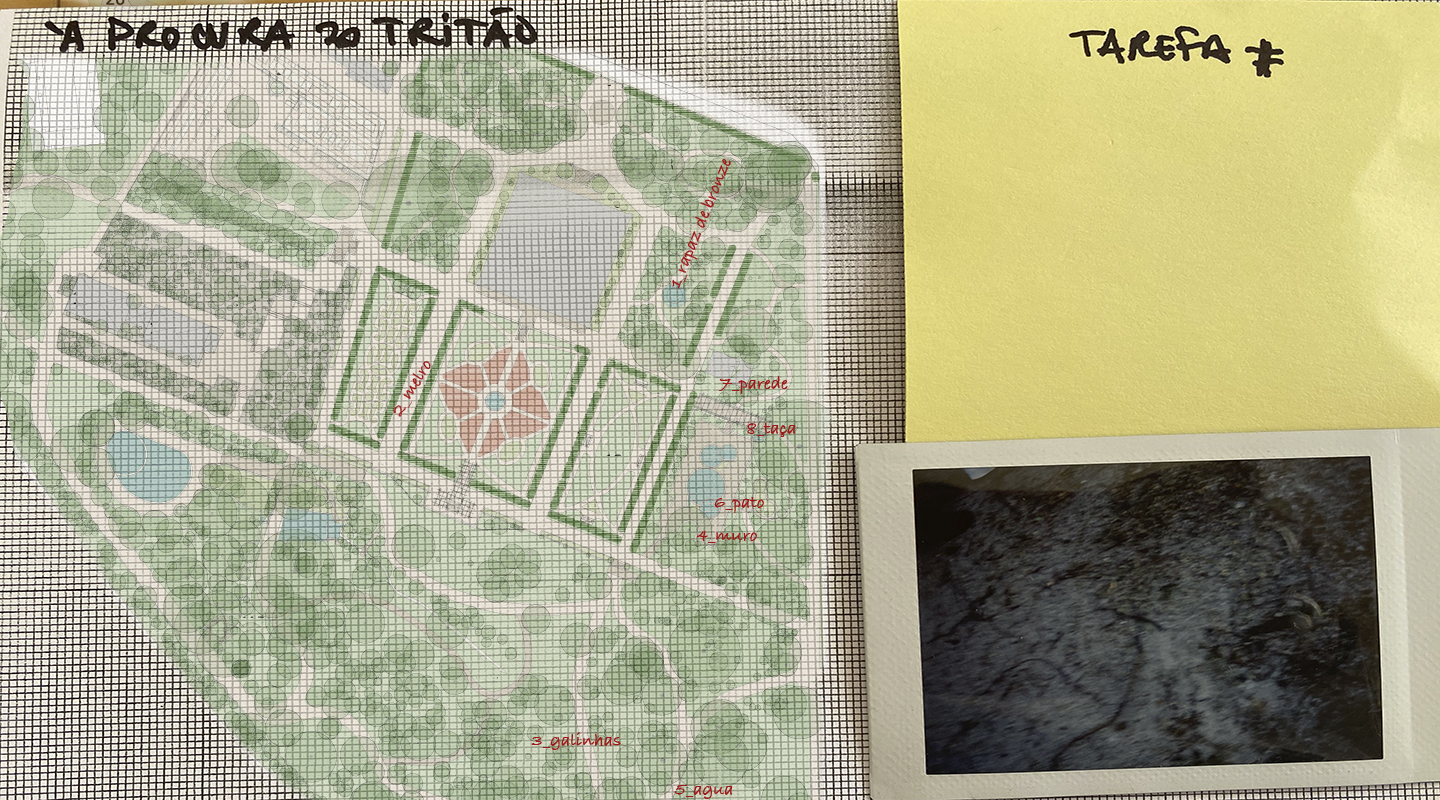 'A PROCURA DO TRITÃO
TAREFA #
1_rapaz de bronze
2_melro
7_parede
8_taça
6_pato
4_muro
3_galinhas
5_agua